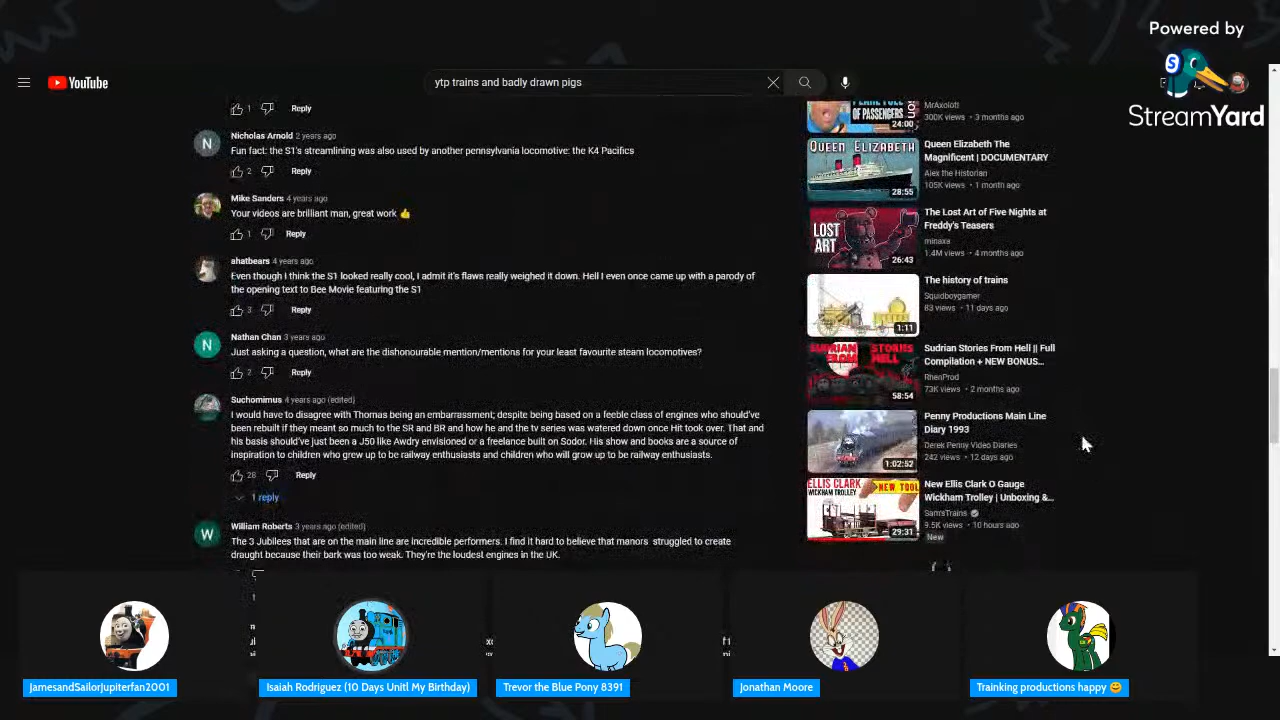 Powered by
StreamYard
YouTube
ytp trains and badly drawn pigs
1 Reply
Nicholas Arnold 2 years ago
Fun fact: the S1's streamlining was also used by another pennsylvania locomotive: the K4 Pacifics
2 Reply
Mike Sanders 4 years ago
Your videos are brilliant man, great work 👍
1 Reply
ahatbears 4 years ago
Even though I think the S1 looked really cool, I admit it's flaws really weighed it down. Hell I even once came up with a parody of
the opening text to Bee Movie featuring the S1
3 Reply
Nathan Chan 3 years ago
Just asking a question, what are the dishonourable mention/mentions for your least favourite steam locomotives?
2 Reply
Suchomimus 4 years ago (edited)
I would have to disagree with Thomas being an embarrassment; despite being based on a feeble class of engines who should've
been rebuilt if they meant so much to the SR and BR and how he and the tv series was watered down once Hit took over. That and
his basis should've just been a J50 like Awdry envisioned or a freelance built on Sodor. His show and books are a source of
inspiration to children who grew up to be railway enthusiasts and children who will grow up to be railway enthusiasts.
28 Reply
1 reply
William Roberts 3 years ago (edited)
The 3 Jubilees that are on the main line are incredible performers. I find it hard to believe that manors struggled to create
draught because their bark was too weak. They're the loudest engines in the UK.
OF PASSENGERS
24:00
MrAxolotl
300K views • 3 months ago
QUEEN ELIZABETH
28:55
Queen Elizabeth The
Magnificent | DOCUMENTARY
Alex the Historian
105K views • 1 month ago
LOST
ART
26:43
The Lost Art of Five Nights at
Freddy's Teasers
minaxa
1.4M views • 4 months ago
1:11
The history of trains
Squidboygamer
83 views • 11 days ago
SUDRIAN STORIES
HELL
58:54
Sudrian Stories From Hell || Full
Compilation + NEW BONUS...
RhenProd
73K views • 2 months ago
1:02:52
Penny Productions Main Line
Diary 1993
Derek Penny Video Diaries
242 views • 12 days ago
ELLIS CLARK NEW TOOL
WICKHAM TROLLEY
29:31
New Ellis Clark O Gauge
Wickham Trolley | Unboxing &...
Sam'sTrains
9.5K views • 10 hours ago
New
JamesandSailorJupiterfan2001
Isaiah Rodriguez (10 Days Unitl My Birthday)
Trevor the Blue Pony 8391
Jonathan Moore
Trainking productions happy 😊